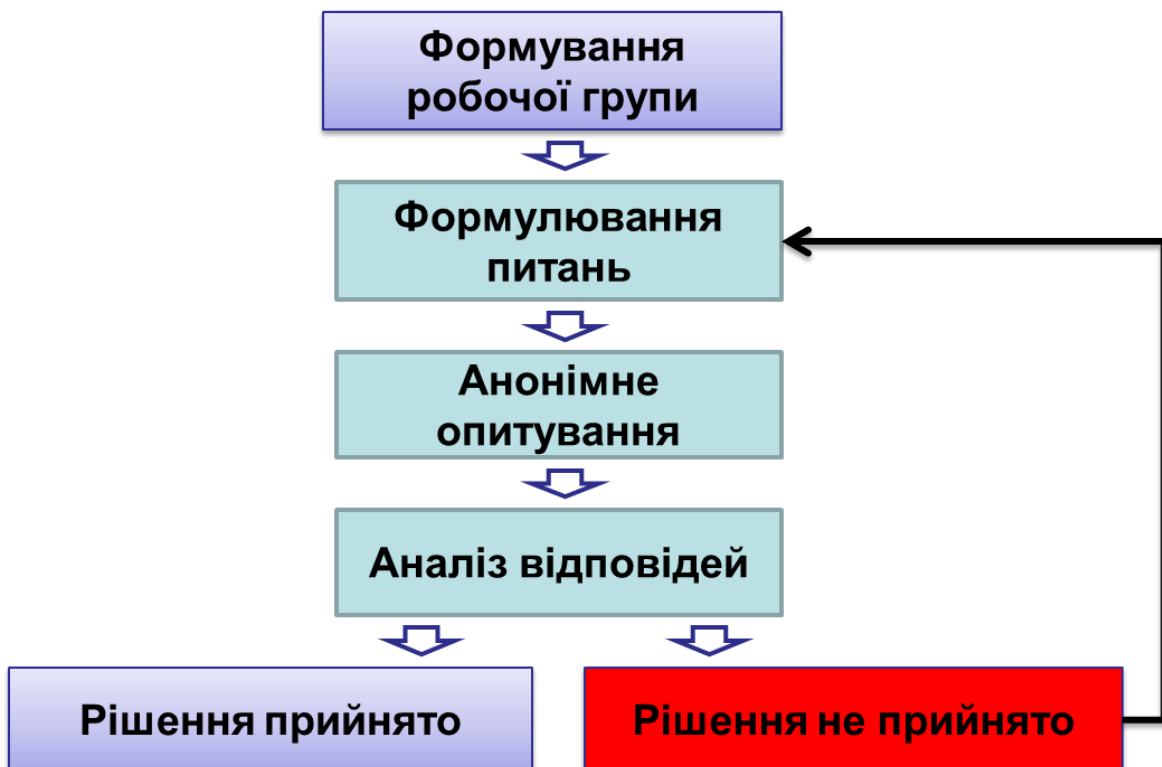 Формування
робочої групи
Формулювання
питань
Анонімне
опитування
Аналіз відповідей
Рішення прийнято
Рішення не прийнято